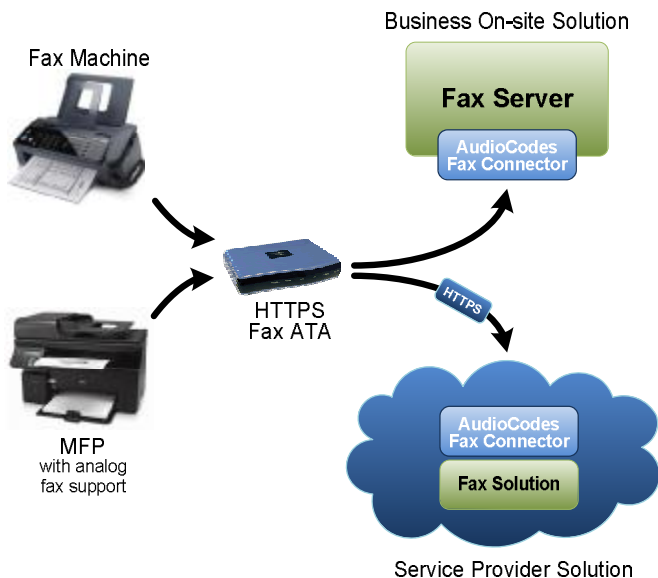 Business On-site Solution
Fax Machine
Fax Server
AudioCodes
Fax Connector
HTTPS
Fax ATA
HTTPS
MFP
with analog
fax support
AudioCodes
Fax Connector
Fax Solution
Service Provider Solution